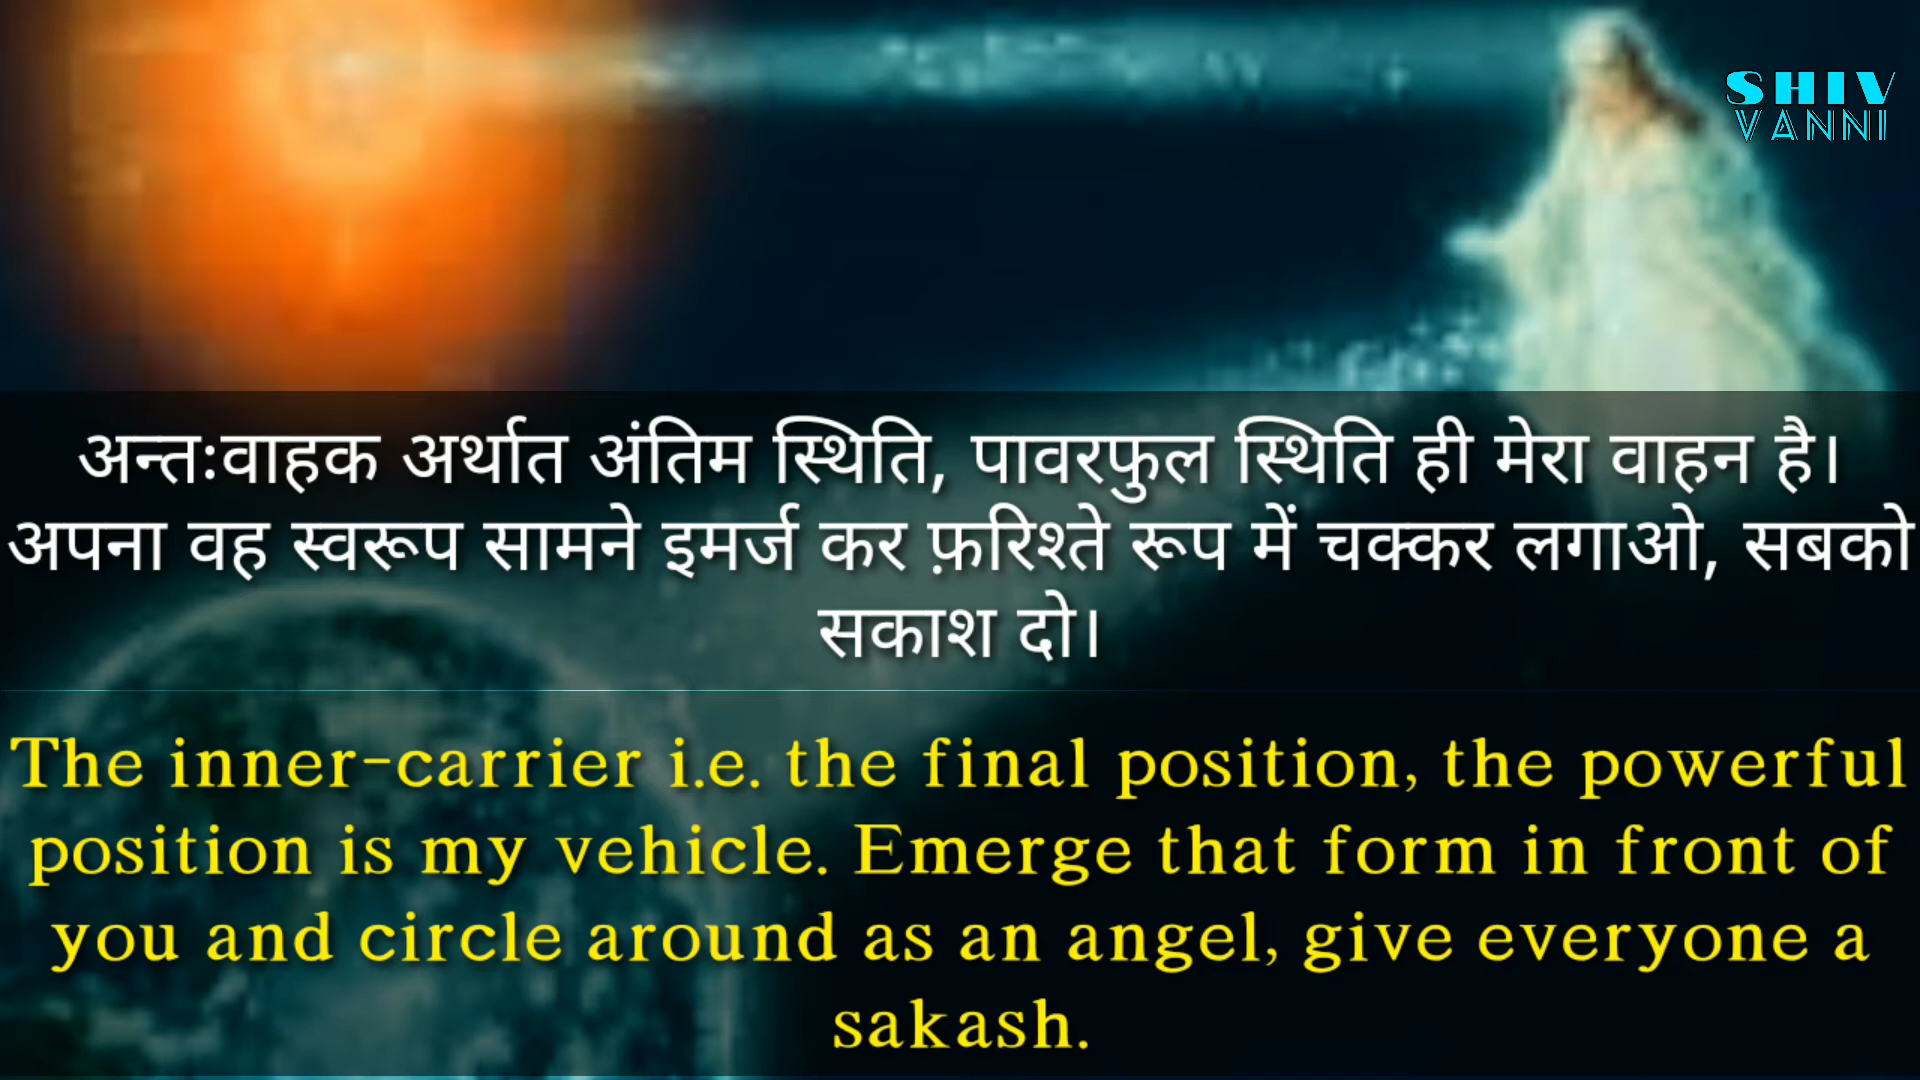 SHIV
VANNI
अन्तःवाहक अर्थात अंतिम स्थिति, पावरफुल स्थिति ही मेरा वाहन है।
अपना वह स्वरूप सामने इमर्ज कर फ़रिश्ते रूप में चक्कर लगाओ, सबको
सकाश दो।
The inner-carrier i.e. the final position, the powerful
position is my vehicle. Emerge that form in front of
you and circle around as an angel, give everyone a
sakash.